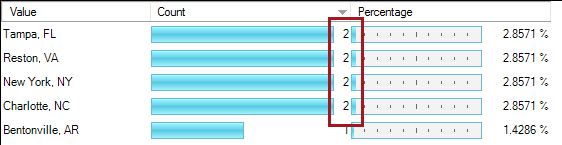 Value Count Percentage
Tampa, FL 2 2.8571 %
Reston, VA 2 2.8571 %
New York, NY 2 2.8571 %
Charlotte, NC 2 2.8571 %
Bentonville, AR 1 1.4286 %